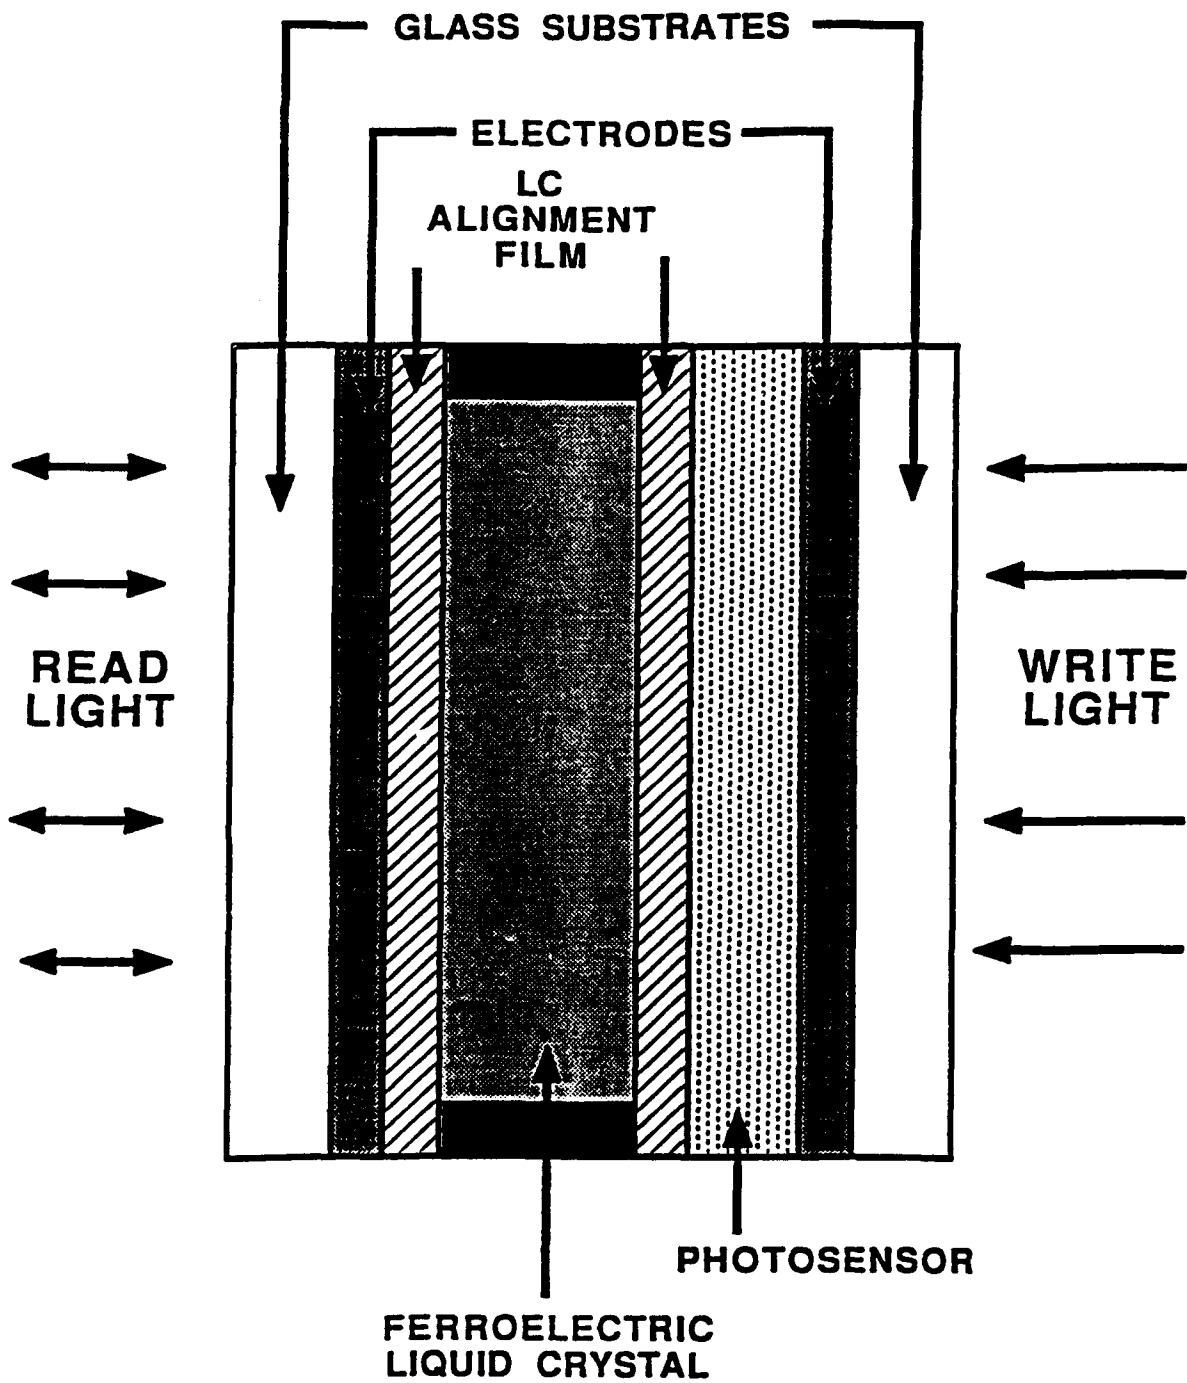 GLASS SUBSTRATES
ELECTRODES
LC
ALIGNMENT
FILM
READ
LIGHT
WRITE
LIGHT
PHOTOSENSOR
FERROELECTRIC
LIQUID CRYSTAL